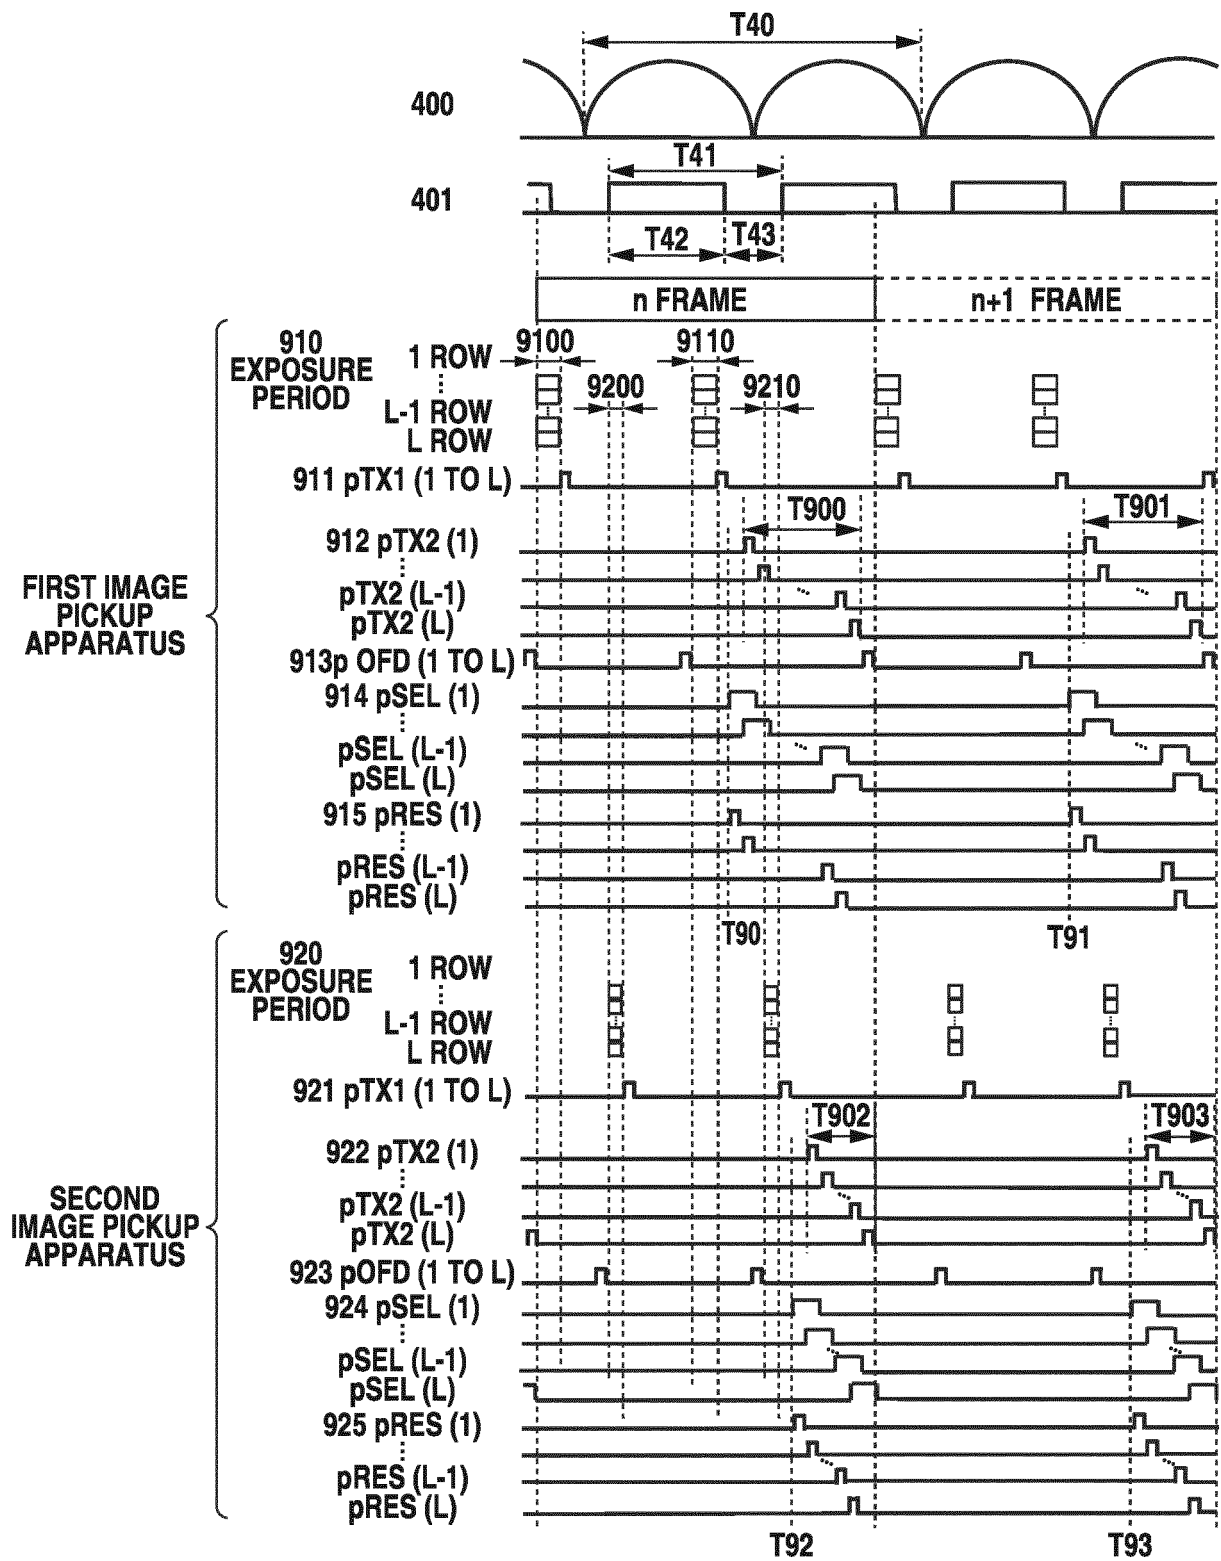 T40
400
T41
401
T42
T43
n FRAME
n+1 FRAME
910
EXPOSURE
PERIOD
1 ROW
L-1 ROW
L ROW
9100
9110
9200
9210
911 pTX1 (1 TO L)
T900
T901
912 pTX2 (1)
pTX2 (L-1)
pTX2 (L)
FIRST IMAGE
PICKUP
APPARATUS
913p OFD (1 TO L)
914 pSEL (1)
pSEL (L-1)
pSEL (L)
915 pRES (1)
pRES (L-1)
pRES (L)
T90
T91
920
EXPOSURE
PERIOD
1 ROW
L-1 ROW
L ROW
921 pTX1 (1 TO L)
T902
T903
922 pTX2 (1)
pTX2 (L-1)
pTX2 (L)
SECOND
IMAGE PICKUP
APPARATUS
923 pOFD (1 TO L)
924 pSEL (1)
pSEL (L-1)
pSEL (L)
925 pRES (1)
pRES (L-1)
pRES (L)
T92
T93